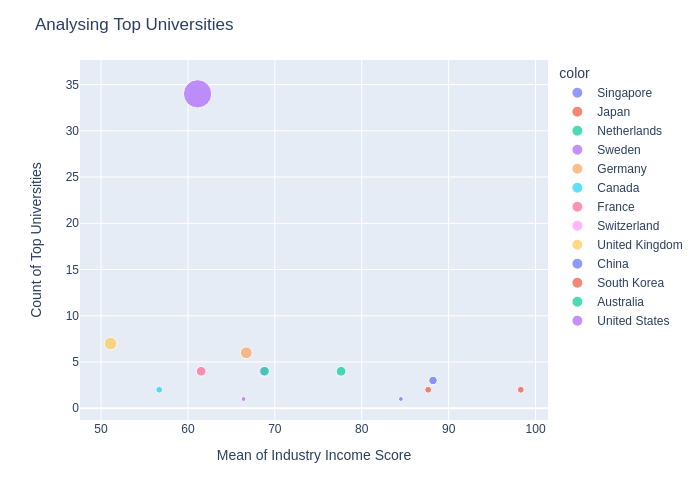 Analysing Top Universities
color
Singapore
Japan
Netherlands
Sweden
Germany
Canada
France
Switzerland
United Kingdom
China
South Korea
Australia
United States
Count of Top Universities
35
30
25
20
15
10
5
0
50 60 70 80 90 100
Mean of Industry Income Score